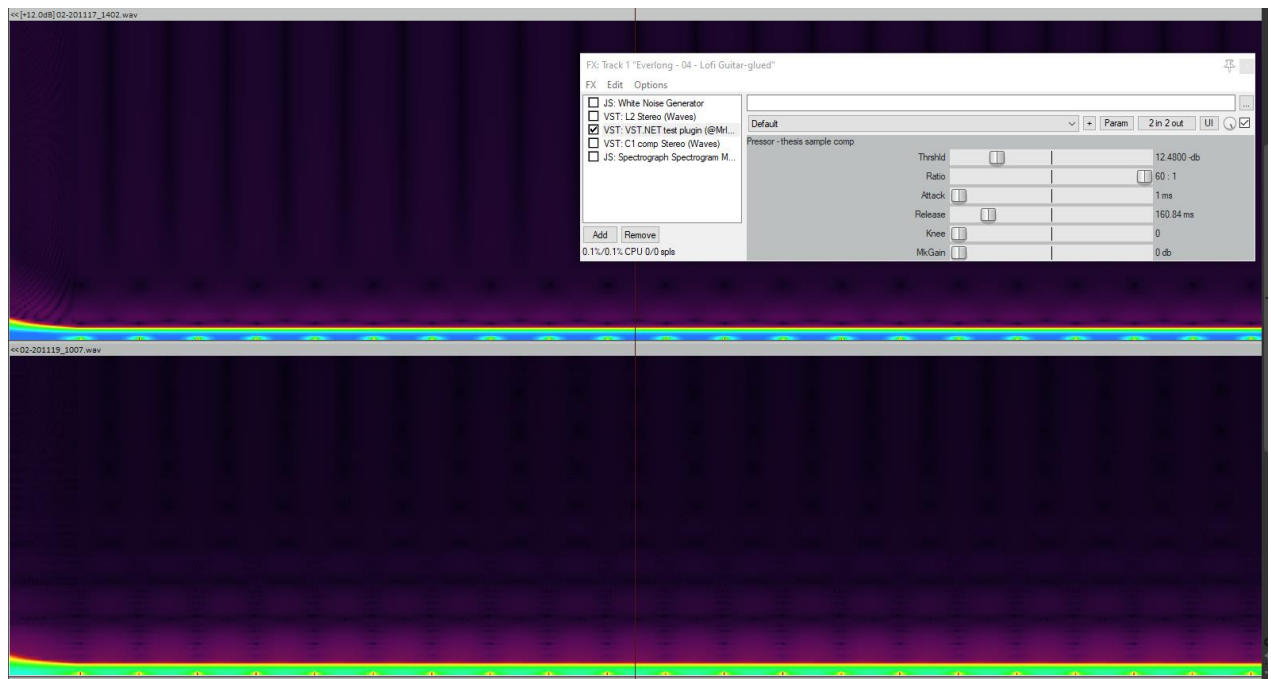 <<[+12.0dB] 02-201117_1402.wav
FX: Track 1 "Everlong - 04 - Lofi Guitar-glued"
FX Edit Options
JS: White Noise Generator
VST: L2 Stereo (Waves)
VST: VST.NET test plugin (@MrI...
VST: C1 comp Stereo (Waves)
JS: Spectrograph Spectrogram M...
Add Remove
0.1%/0.1% CPU 0/0 spls
...
Default + Param 2 in 2 out UI
Pressor - thesis sample comp
Thrshld 12.4800 -db
Ratio 60 : 1
Attack 1 ms
Release 160.84 ms
Knee 0
MkGain 0 db
<<02-201119_1007.wav